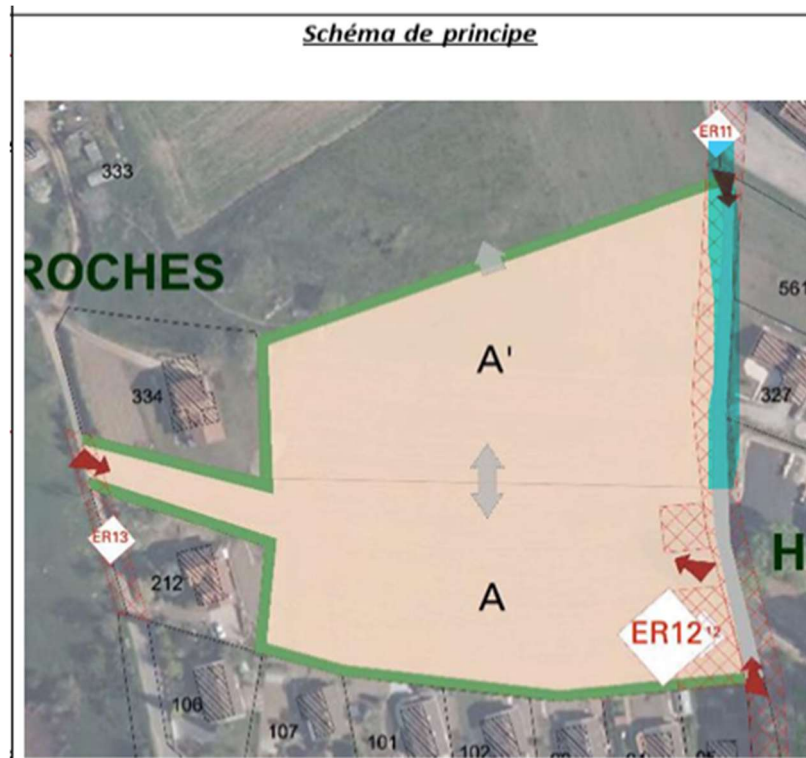 Schéma de principe
ER11
333
ROCHES
561
A'
334
327
ER13
H
212
A
ER12
106
107
101
102